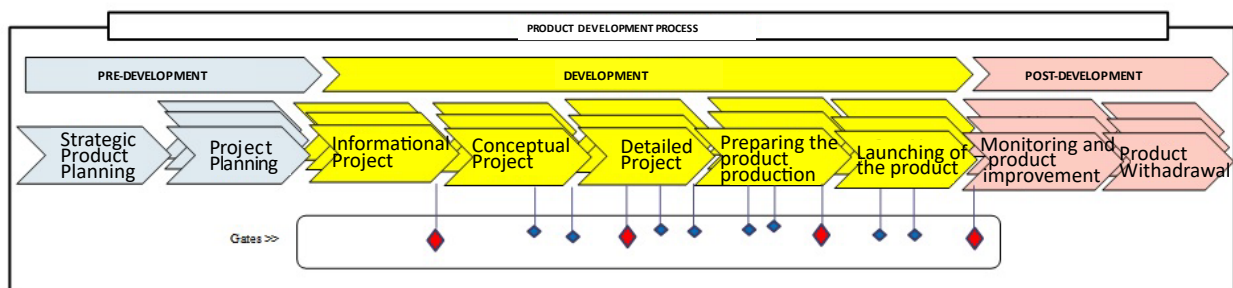 PRODUCT DEVELOPMENT PROCESS
PRE-DEVELOPMENT
DEVELOPMENT
POST-DEVELOPMENT
Strategic
Product
Planning
Project
Planning
Informational
Project
Conceptual
Project
Detailed
Project
Preparing the
product
production
Launching of
the product
Monitoring and
product
improvement
Product
Withadrawal
Gates >>